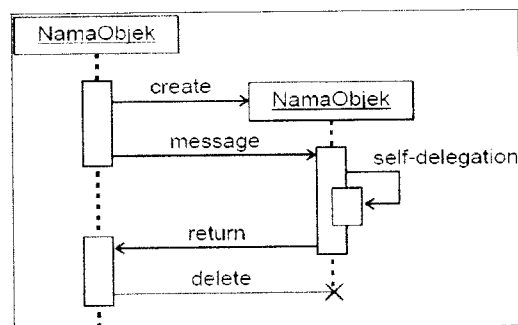 NamaObjek
create
NamaObjek
message
self-delegation
return
delete